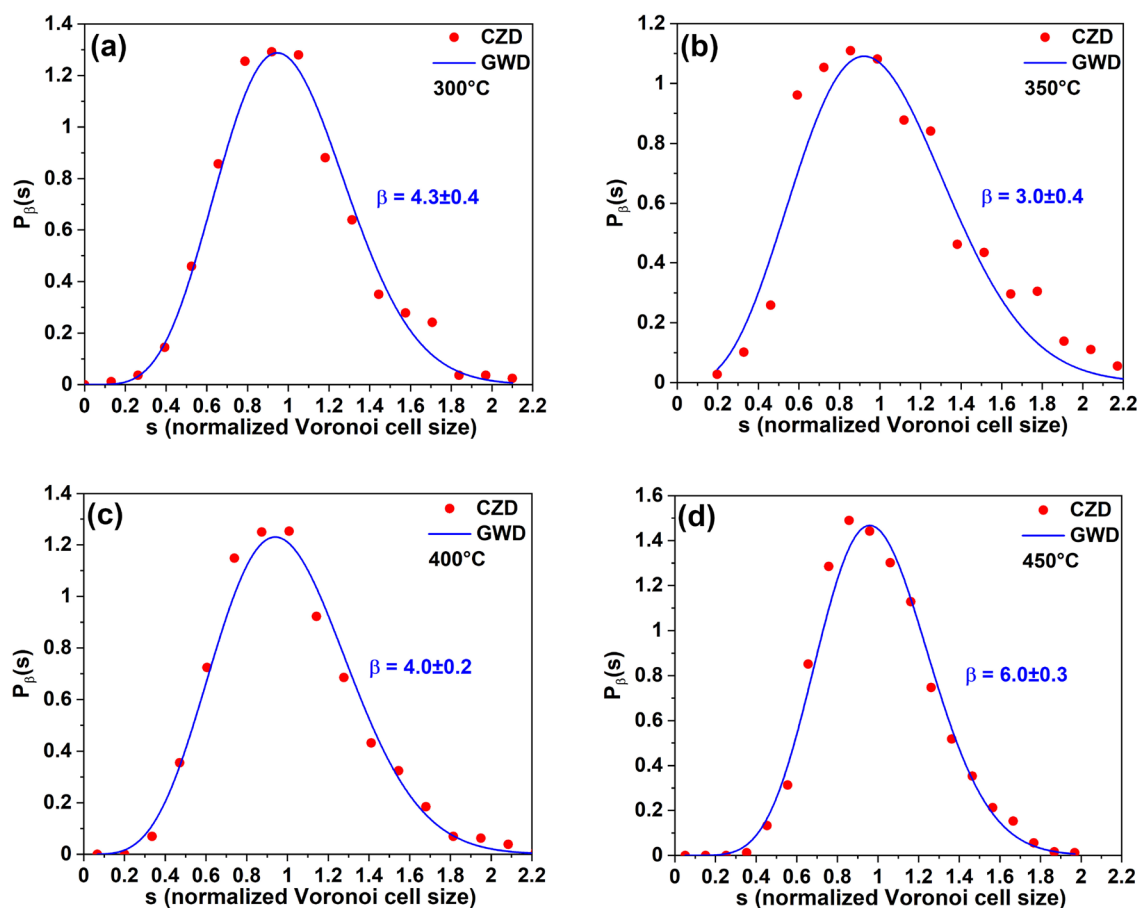 (a)
CZD
GWD
300°C
β = 4.3±0.4
Pβ(s)
1.4
1.2
1
0.8
0.6
0.4
0.2
0
0 0.2 0.4 0.6 0.8 1 1.2 1.4 1.6 1.8 2 2.2
s (normalized Voronoi cell size)
(b)
CZD
GWD
350°C
β = 3.0±0.4
Pβ(s)
1.2
1
0.8
0.6
0.4
0.2
0
0 0.2 0.4 0.6 0.8 1 1.2 1.4 1.6 1.8 2 2.2
s (normalized Voronoi cell size)
(c)
CZD
GWD
400°C
β = 4.0±0.2
Pβ(s)
1.4
1.2
1
0.8
0.6
0.4
0.2
0
0 0.2 0.4 0.6 0.8 1 1.2 1.4 1.6 1.8 2 2.2
s (normalized Voronoi cell size)
(d)
CZD
GWD
450°C
β = 6.0±0.3
Pβ(s)
1.6
1.4
1.2
1
0.8
0.6
0.4
0.2
0
0 0.2 0.4 0.6 0.8 1 1.2 1.4 1.6 1.8 2 2.2
s (normalized Voronoi cell size)